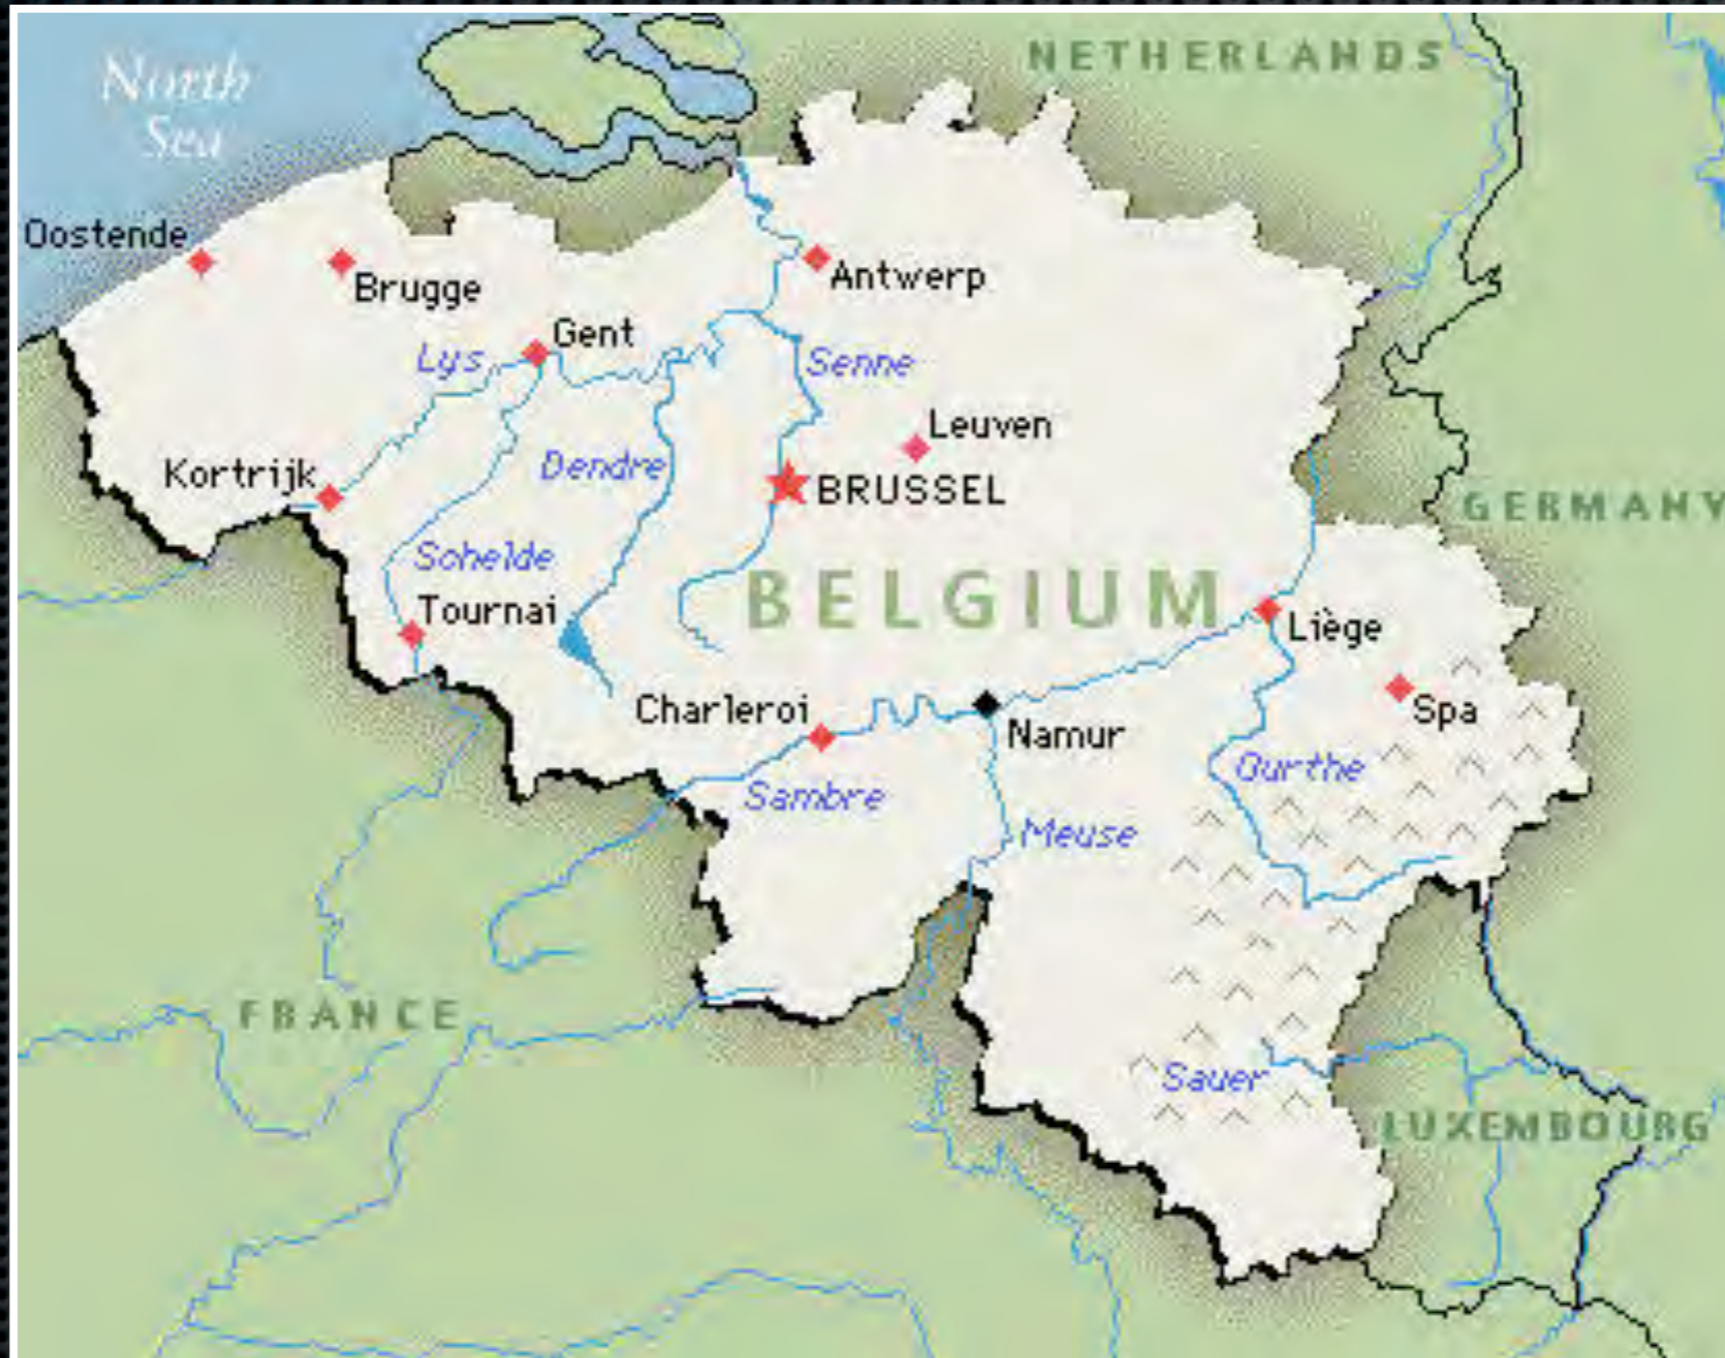 NETHERLANDS
North
Sea
Oostende
Brugge
Antwerp
Gent
Lys
Senne
Leuven
Kortrijk
Dendre
BRUSSEL
GERMANY
Schelde
BELGIUM
Tournai
Liège
Charleroi
Spa
Namur
Ourthe
Sambre
Meuse
FRANCE
Sauer
LUXEMBOURG